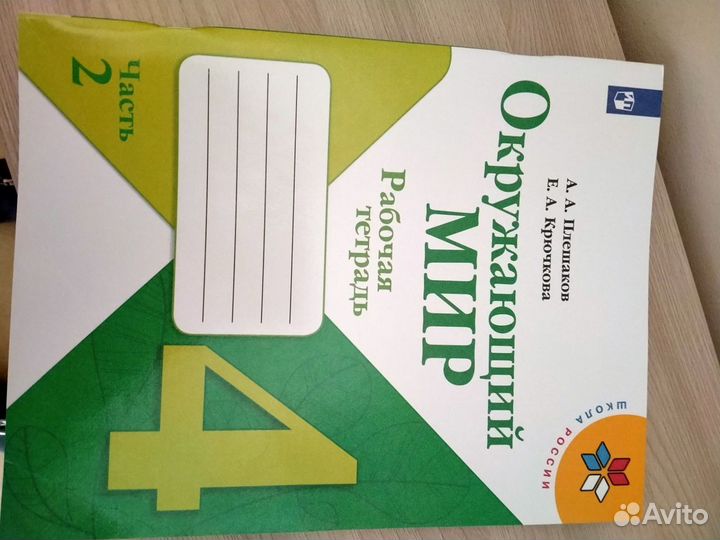 А. А. Плешаков
Е. А. Крючкова
ШКОЛА РОССИИ
Окружающий
МИР
Рабочая
тетрадь
4
Часть
2
Avito